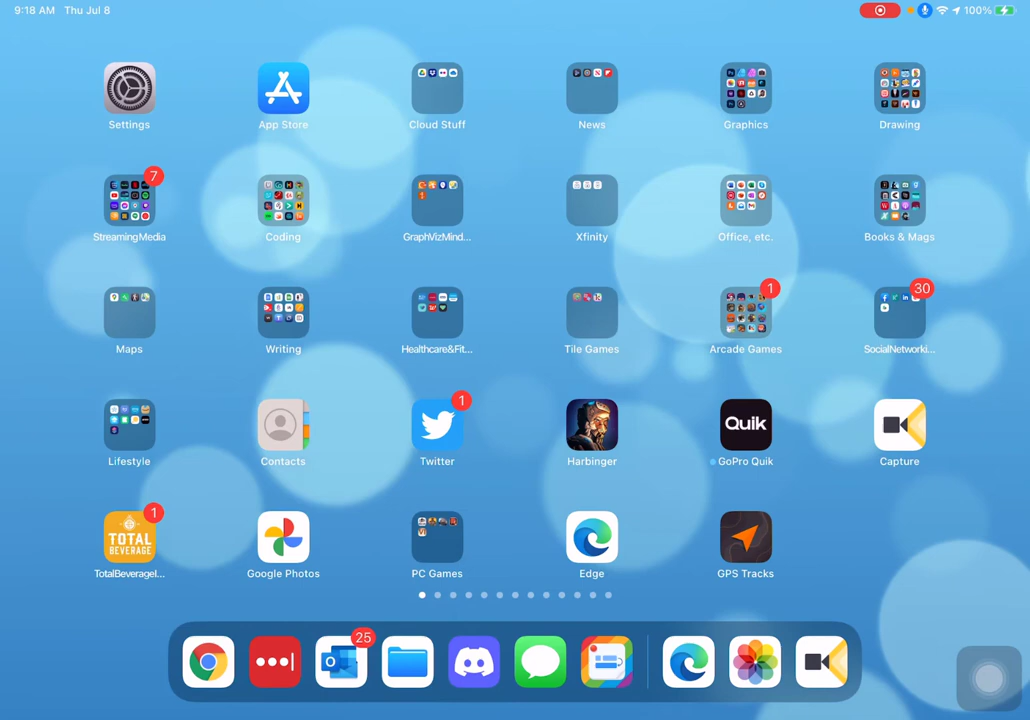 9:18 AM Thu Jul 8
100%
Settings
App Store
Cloud Stuff
News
Graphics
Drawing
7
StreamingMedia
Coding
GraphVizMind...
Xfinity
Office, etc.
Books & Mags
Maps
Writing
Healthcare&Fit...
Tile Games
1
Arcade Games
30
SocialNetworki...
Lifestyle
Contacts
1
Twitter
Harbinger
Quik
GoPro Quik
Capture
1
TOTAL
BEVERAGE
TotalBeveragel...
Google Photos
PC Games
Edge
GPS Tracks
25